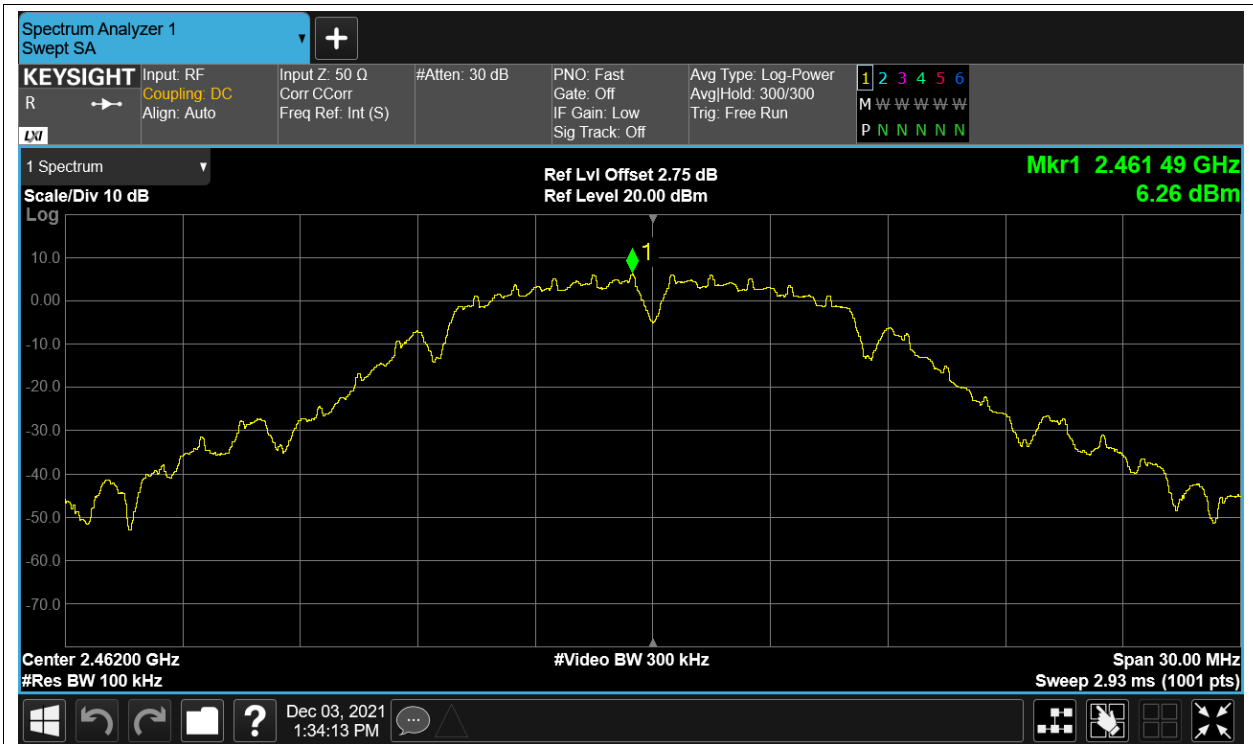 Spectrum Analyzer 1
Swept SA
KEYSIGHT
R
LXI
Input: RF
Coupling: DC
Align: Auto
Input Z: 50 Ω
Corr CCorr
Freq Ref: Int (S)
#Atten: 30 dB
PNO: Fast
Gate: Off
IF Gain: Low
Sig Track: Off
Avg Type: Log-Power
Avg|Hold: 300/300
Trig: Free Run
1 2 3 4 5 6
M W W W W W
P N N N N N
1 Spectrum
Scale/Div 10 dB
Ref Lvl Offset 2.75 dB
Ref Level 20.00 dBm
Mkr1 2.461 49 GHz
6.26 dBm
Log
1
10.0
0.00
-10.0
-20.0
-30.0
-40.0
-50.0
-60.0
-70.0
Center 2.46200 GHz
#Video BW 300 kHz
Span 30.00 MHz
#Res BW 100 kHz
Sweep 2.93 ms (1001 pts)
?
Dec 03, 2021
1:34:13 PM